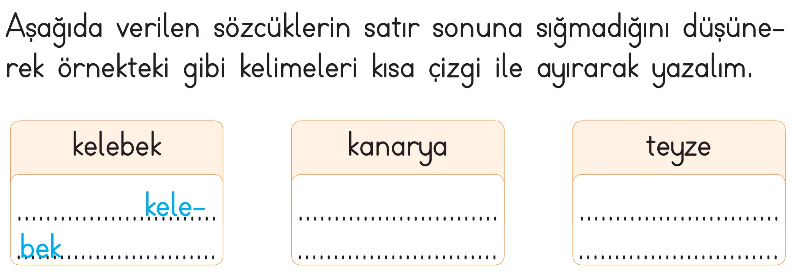 Aşağıda verilen sözcüklerin satır sonuna sığmadığını düşüne-
rek örnekteki gibi kelimeleri kısa çizgi ile ayırarak yazalım.
kelebek
kele-
bek
kanarya
teyze